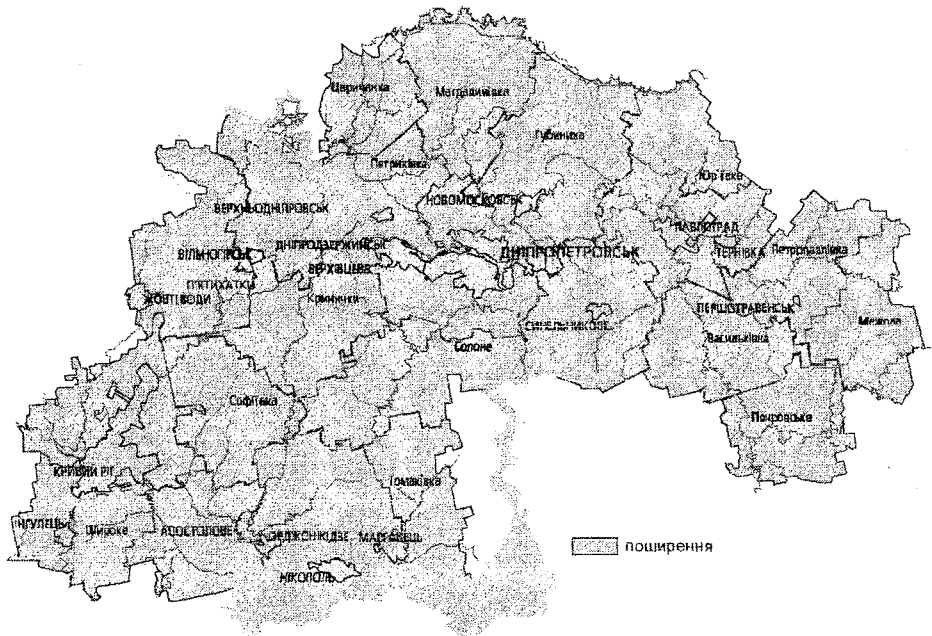 Царичанка
Магдалинівка
Губиниха
Петриківка
Юр'ївка
НОВОМОСКОВСЬК
ВЕРХНЬОДНІПРОВСЬК
ПАВЛОГРАД
ДНІПРОДЗЕРЖИНСЬК
ВІЛЬНОГІРСЬК
ДНІПРОПЕТРОВСЬК
ТЕРНІВКА
Петропавлівка
ВЕРХІВЦЕВЕ
П'ЯТИХАТКИ
ЖОВТІ ВОДИ
Кринички
ПЕРШОТРАВЕНСЬК
Межова
СИНЕЛЬНИКОВЕ
Солоне
Васильківка
Софіївка
Покровське
КРИВИЙ РІГ
Томаківка
ІНГУЛЕЦЬ
Широке
АПОСТОЛОВЕ
ОРДЖОНІКІДЗЕ
МАРГАНЕЦЬ
поширення
НІКОПОЛЬ